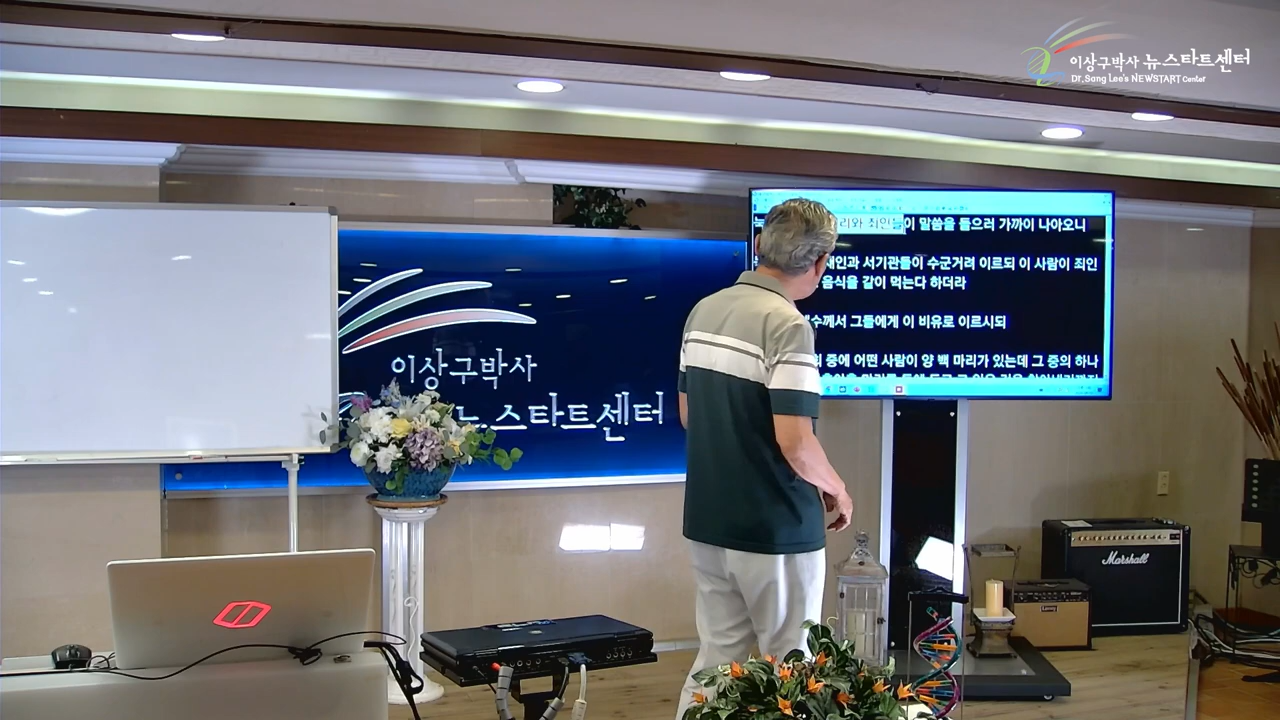 이상구박사 뉴스타트센터
Dr. Sang Lee's NEWSTART Center
리와 죄인들이 말씀을 들으러 가까이 나아오니
새인과 서기관들이 수군거려 이르되 이 사람이 죄인
음식을 같이 먹는다 하더라
수께서 그들에게 이 비유로 이르시되
중에 어떤 사람이 양 백 마리가 있는데 그 중의 하나
이상구박사
뉴스타트센터
Marshall
Laney